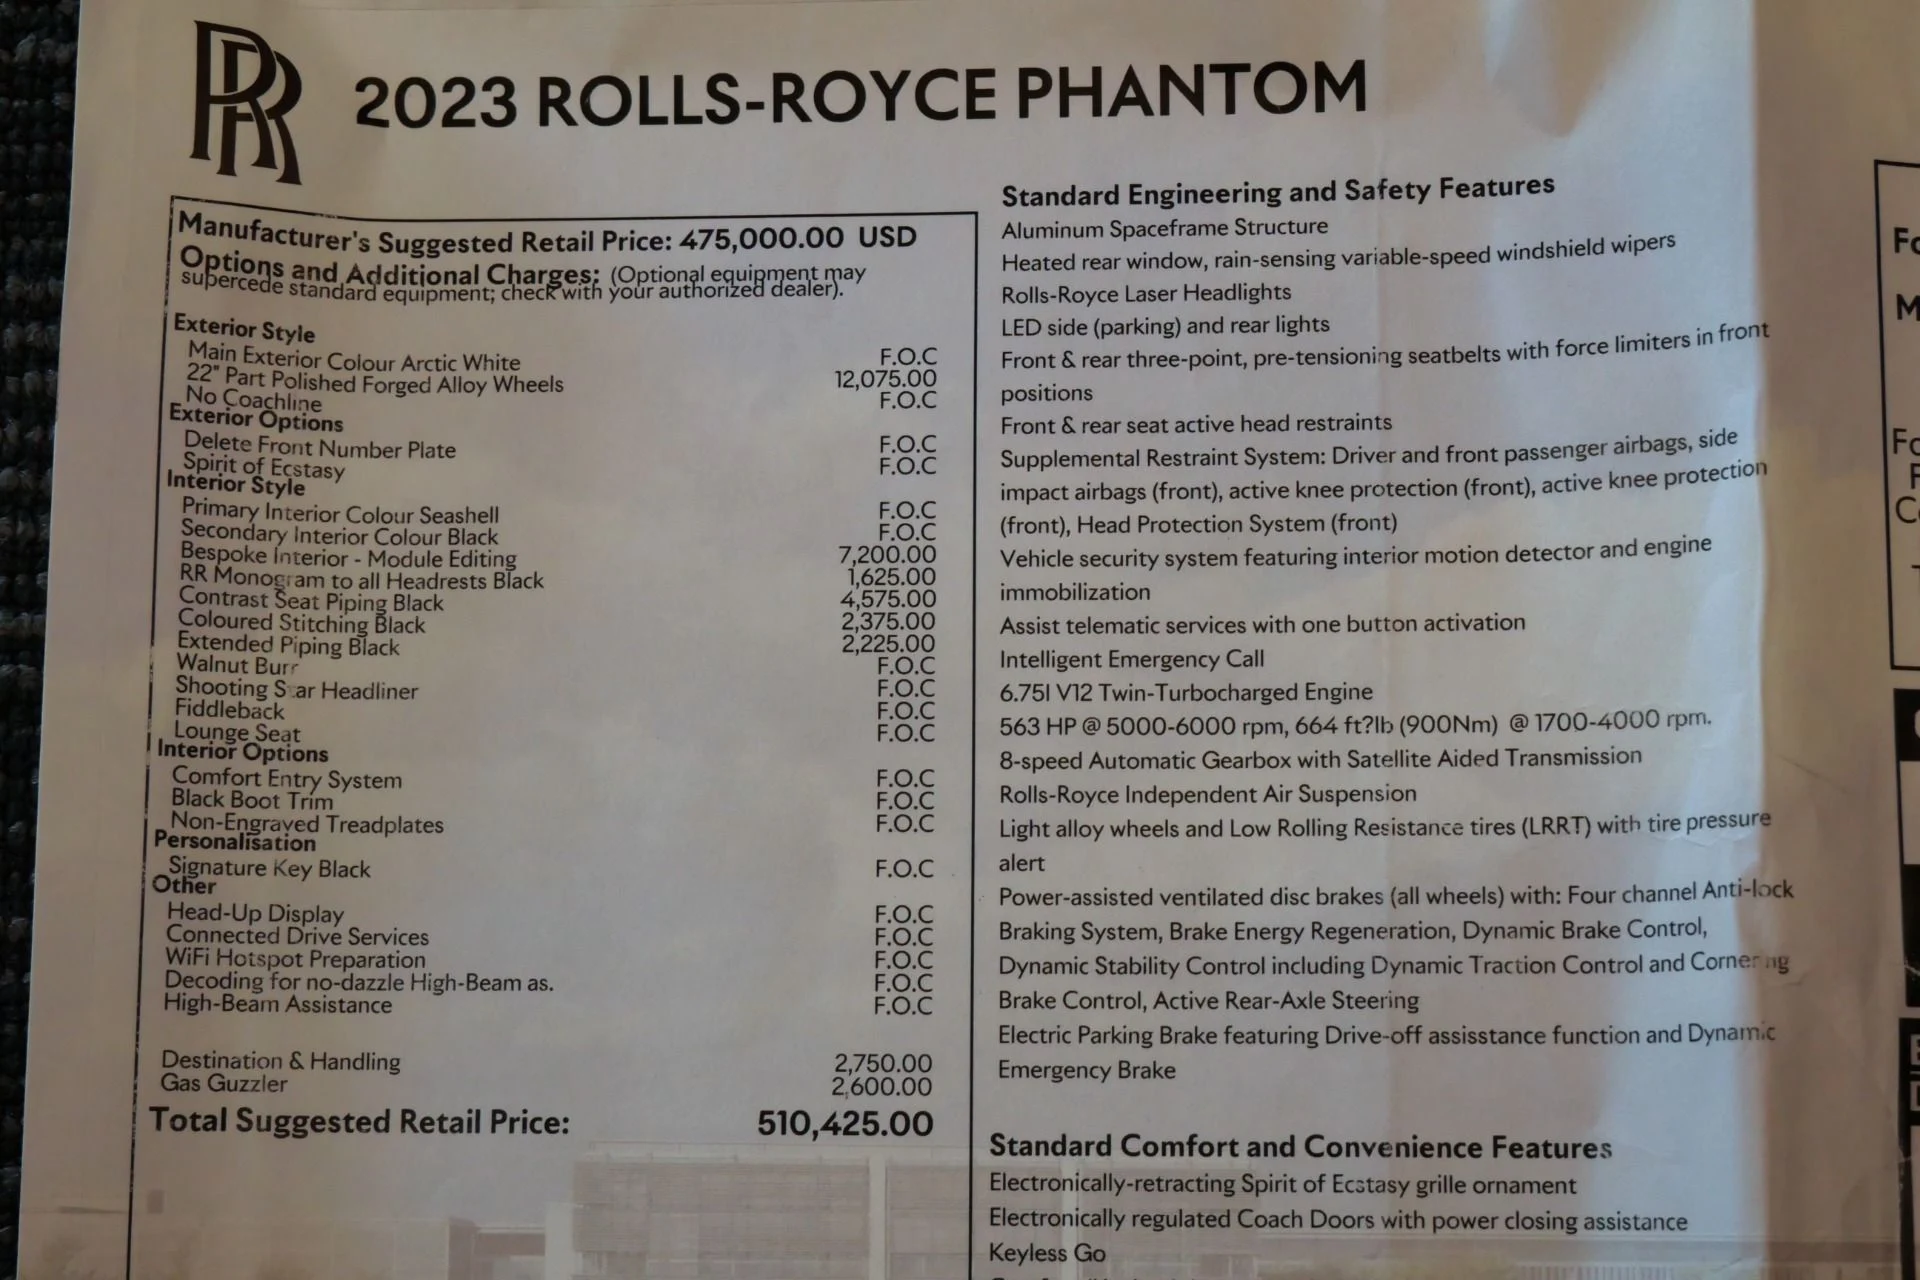 RR
2023 ROLLS-ROYCE PHANTOM
Manufacturer's Suggested Retail Price: 475,000.00 USD
Options and Additional Charges: (Optional equipment may
supercede standard equipment; check with your authorized dealer).
Exterior Style
Main Exterior Colour Arctic White F.O.C
22" Part Polished Forged Alloy Wheels 12,075.00
No Coachline F.O.C
Exterior Options
Delete Front Number Plate F.O.C
Spirit of Ecstasy F.O.C
Interior Style
Primary Interior Colour Seashell F.O.C
Secondary Interior Colour Black F.O.C
Bespoke Interior - Module Editing 7,200.00
RR Monogram to all Headrests Black 1,625.00
Contrast Seat Piping Black 4,575.00
Coloured Stitching Black 2,375.00
Extended Piping Black 2,225.00
Walnut Burr F.O.C
Shooting Star Headliner F.O.C
Fiddleback F.O.C
Lounge Seat F.O.C
Interior Options
Comfort Entry System F.O.C
Black Boot Trim F.O.C
Non-Engraved Treadplates F.O.C
Personalisation
Signature Key Black F.O.C
Other
Head-Up Display F.O.C
Connected Drive Services F.O.C
WiFi Hotspot Preparation F.O.C
Decoding for no-dazzle High-Beam as. F.O.C
High-Beam Assistance F.O.C
Destination & Handling 2,750.00
Gas Guzzler 2,600.00
Total Suggested Retail Price: 510,425.00
Standard Engineering and Safety Features
Aluminum Spaceframe Structure
Heated rear window, rain-sensing variable-speed windshield wipers
Rolls-Royce Laser Headlights
LED side (parking) and rear lights
Front & rear three-point, pre-tensioning seatbelts with force limiters in front
positions
Front & rear seat active head restraints
Supplemental Restraint System: Driver and front passenger airbags, side
impact airbags (front), active knee protection (front), active knee protection
(front), Head Protection System (front)
Vehicle security system featuring interior motion detector and engine
immobilization
Assist telematic services with one button activation
Intelligent Emergency Call
6.75l V12 Twin-Turbocharged Engine
563 HP @ 5000-6000 rpm, 664 ft?lb (900Nm) @ 1700-4000 rpm.
8-speed Automatic Gearbox with Satellite Aided Transmission
Rolls-Royce Independent Air Suspension
Light alloy wheels and Low Rolling Resistance tires (LRRT) with tire pressure
alert
Power-assisted ventilated disc brakes (all wheels) with: Four channel Anti-lock
Braking System, Brake Energy Regeneration, Dynamic Brake Control,
Dynamic Stability Control including Dynamic Traction Control and Cornering
Brake Control, Active Rear-Axle Steering
Electric Parking Brake featuring Drive-off assisstance function and Dynamic
Emergency Brake
Standard Comfort and Convenience Features
Electronically-retracting Spirit of Ecstasy grille ornament
Electronically regulated Coach Doors with power closing assistance
Keyless Go